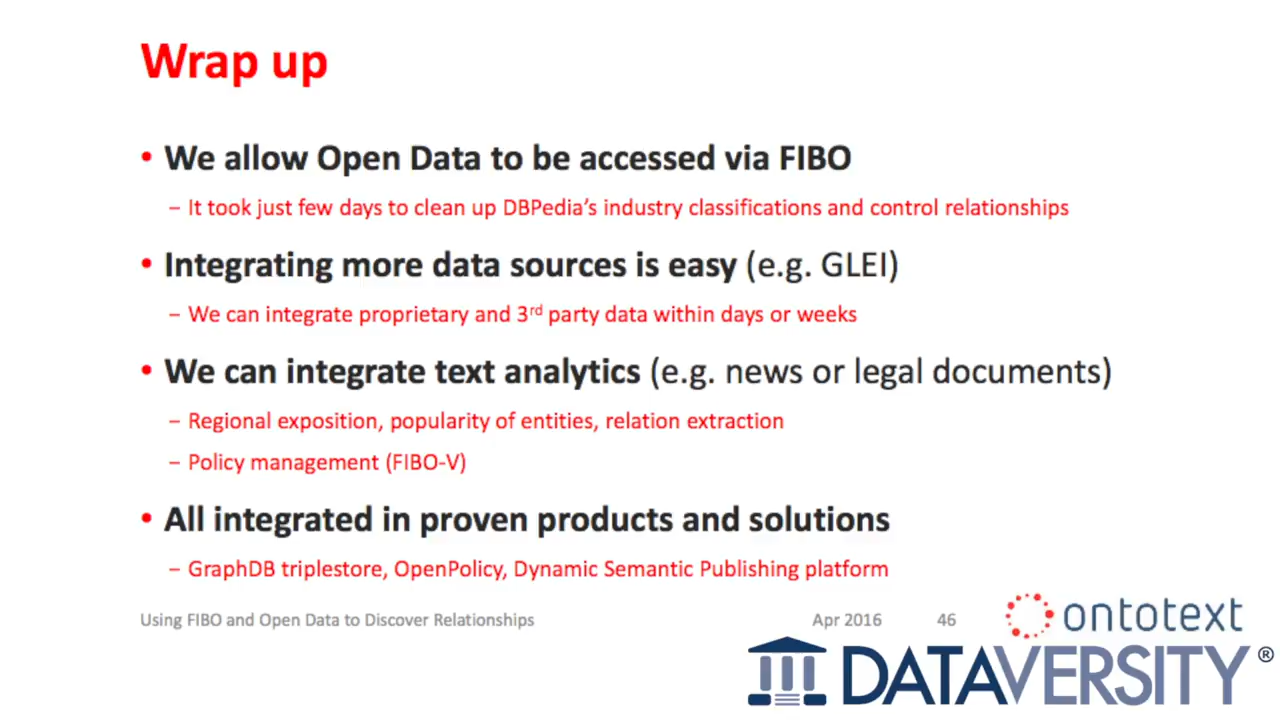 Wrap up
• We allow Open Data to be accessed via FIBO
– It took just few days to clean up DBPedia’s industry classifications and control relationships
• Integrating more data sources is easy (e.g. GLEI)
– We can integrate proprietary and 3rd party data within days or weeks
• We can integrate text analytics (e.g. news or legal documents)
– Regional exposition, popularity of entities, relation extraction
– Policy management (FIBO-V)
• All integrated in proven products and solutions
– GraphDB triplestore, OpenPolicy, Dynamic Semantic Publishing platform
Using FIBO and Open Data to Discover Relationships Apr 2016 46 ontotext
DATAVERSITY®